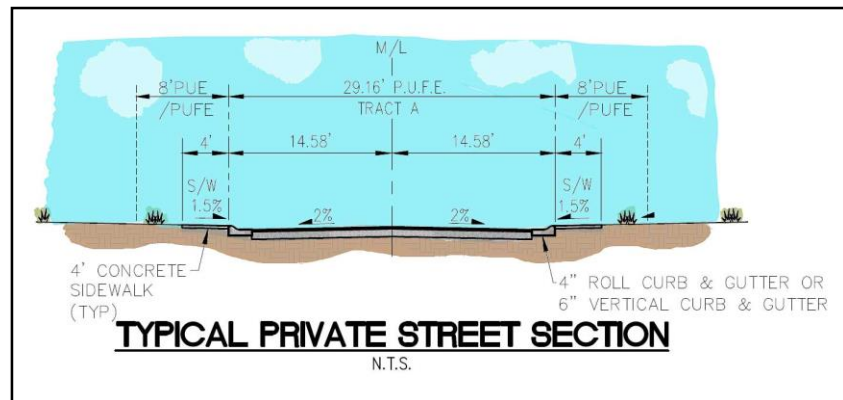 M/L
8'PUE
/PUFE
29.16' P.U.F.E.
TRACT A
8'PUE
/PUFE
4'
14.58'
14.58'
4'
S/W
1.5%
2%
2%
S/W
1.5%
4' CONCRETE
SIDEWALK
(TYP)
4" ROLL CURB & GUTTER OR
6" VERTICAL CURB & GUTTER
TYPICAL PRIVATE STREET SECTION
N.T.S.